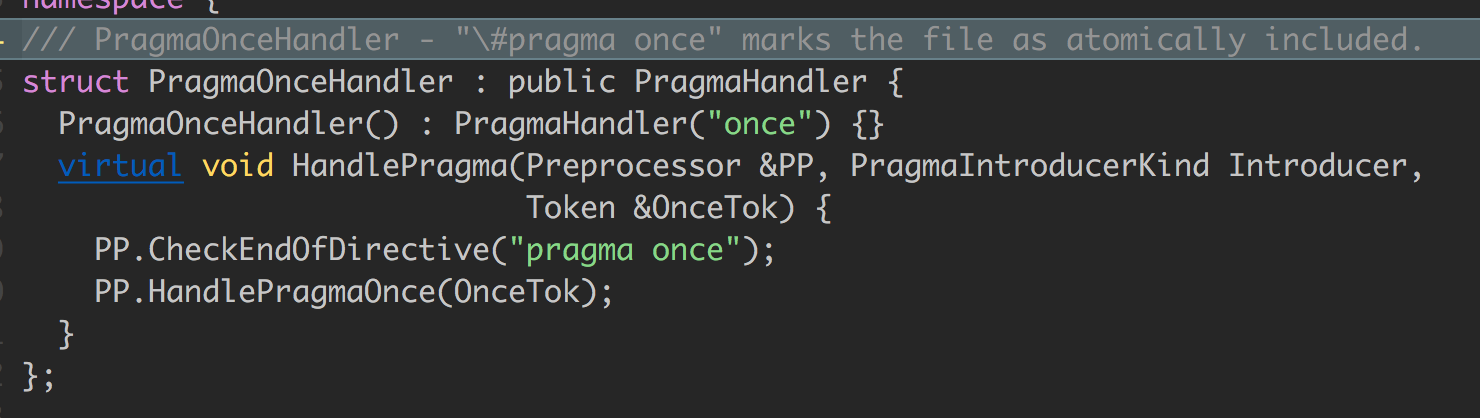 namespace {
/// PragmaOnceHandler - "\#pragma once" marks the file as atomically included.
struct PragmaOnceHandler : public PragmaHandler {
  PragmaOnceHandler() : PragmaHandler("once") {}
  virtual void HandlePragma(Preprocessor &PP, PragmaIntroducerKind Introducer,
                            Token &OnceTok) {
    PP.CheckEndOfDirective("pragma once");
    PP.HandlePragmaOnce(OnceTok);
  }
};